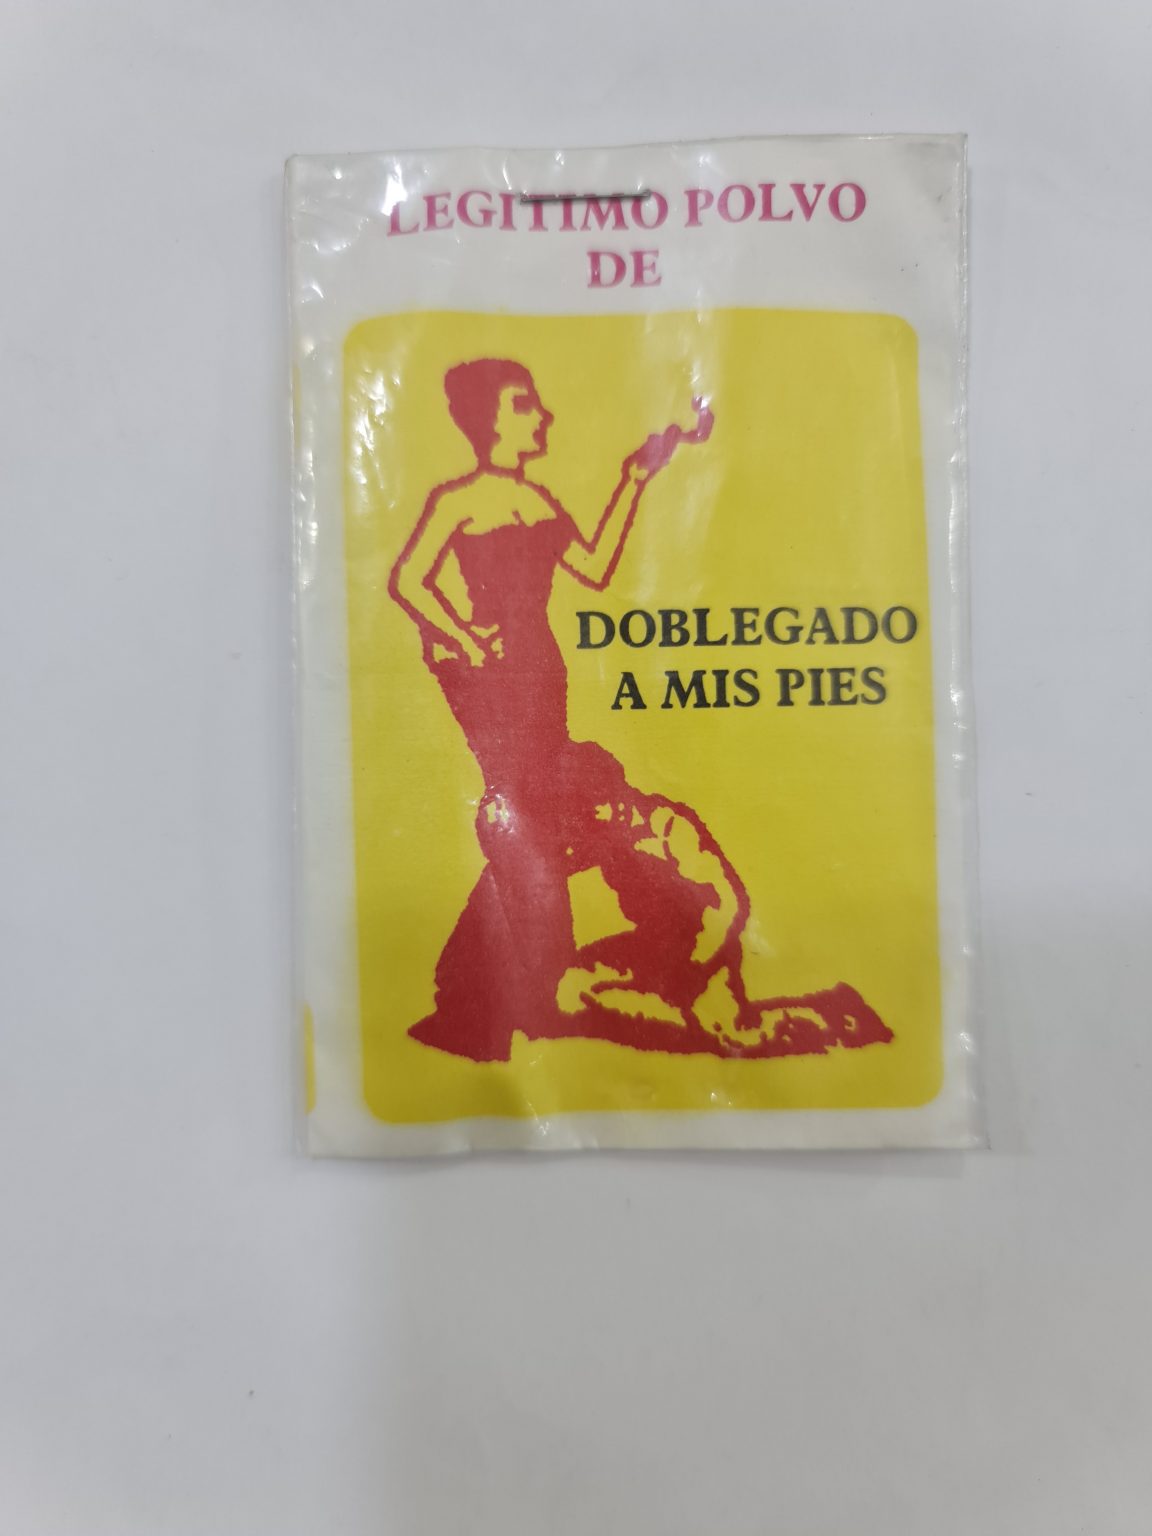 LEGITIMO POLVO
DE
DOBLEGADO
A MIS PIES